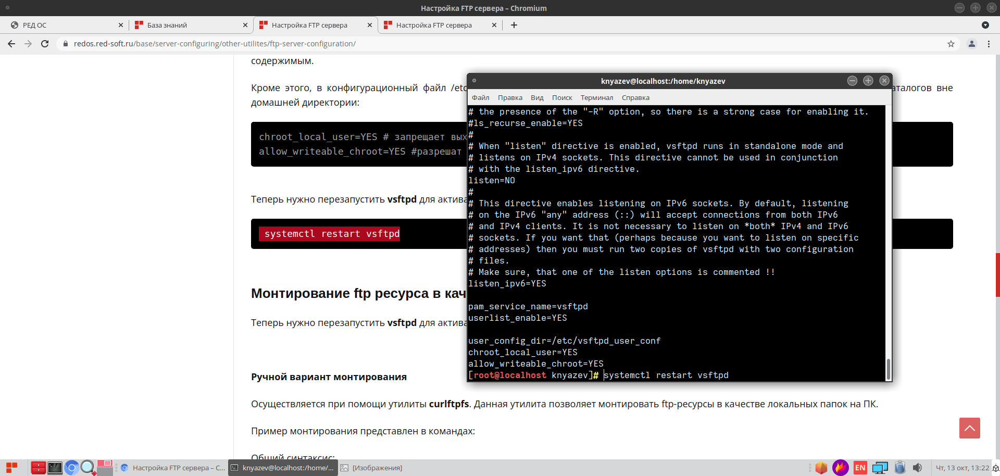 Настройка FTP сервера – Chromium
РЕД ОС
База знаний
Настройка FTP сервера
Настройка FTP сервера
redos.red-soft.ru/base/server-configuring/other-utilites/ftp-server-configuration/
содержимым.
Кроме этого, в конфигурационный файл /etc
аталогов вне
домашней директории:
chroot_local_user=YES # запрещает вых
allow_writeable_chroot=YES #разрешат
Теперь нужно перезапустить vsftpd для актива
systemctl restart vsftpd
Монтирование ftp ресурса в кач
Теперь нужно перезапустить vsftpd для актива
Ручной вариант монтирования
Осуществляется при помощи утилиты curlftpfs. Данная утилита позволяет монтировать ftp-ресурсы в качестве локальных папок на ПК.
Пример монтирования представлен в командах:
Общий синтаксис:
knyazev@localhost:/home/knyazev
Файл Правка Вид Поиск Терминал Справка
# the presence of the "-R" option, so there is a strong case for enabling it.
#ls_recurse_enable=YES
#
# When "listen" directive is enabled, vsftpd runs in standalone mode and
# listens on IPv4 sockets. This directive cannot be used in conjunction
# with the listen_ipv6 directive.
listen=NO
#
# This directive enables listening on IPv6 sockets. By default, listening
# on the IPv6 "any" address (::) will accept connections from both IPv6
# and IPv4 clients. It is not necessary to listen on *both* IPv4 and IPv6
# sockets. If you want that (perhaps because you want to listen on specific
# addresses) then you must run two copies of vsftpd with two configuration
# files.
# Make sure, that one of the listen options is commented !!
listen_ipv6=YES
pam_service_name=vsftpd
userlist_enable=YES
user_config_dir=/etc/vsftpd_user_conf
chroot_local_user=YES
allow_writeable_chroot=YES
[root@localhost knyazev]# systemctl restart vsftpd
Настройка FTP сервера – C...
knyazev@localhost:/home/...
[Изображения]
EN
Чт, 13 окт, 13:22